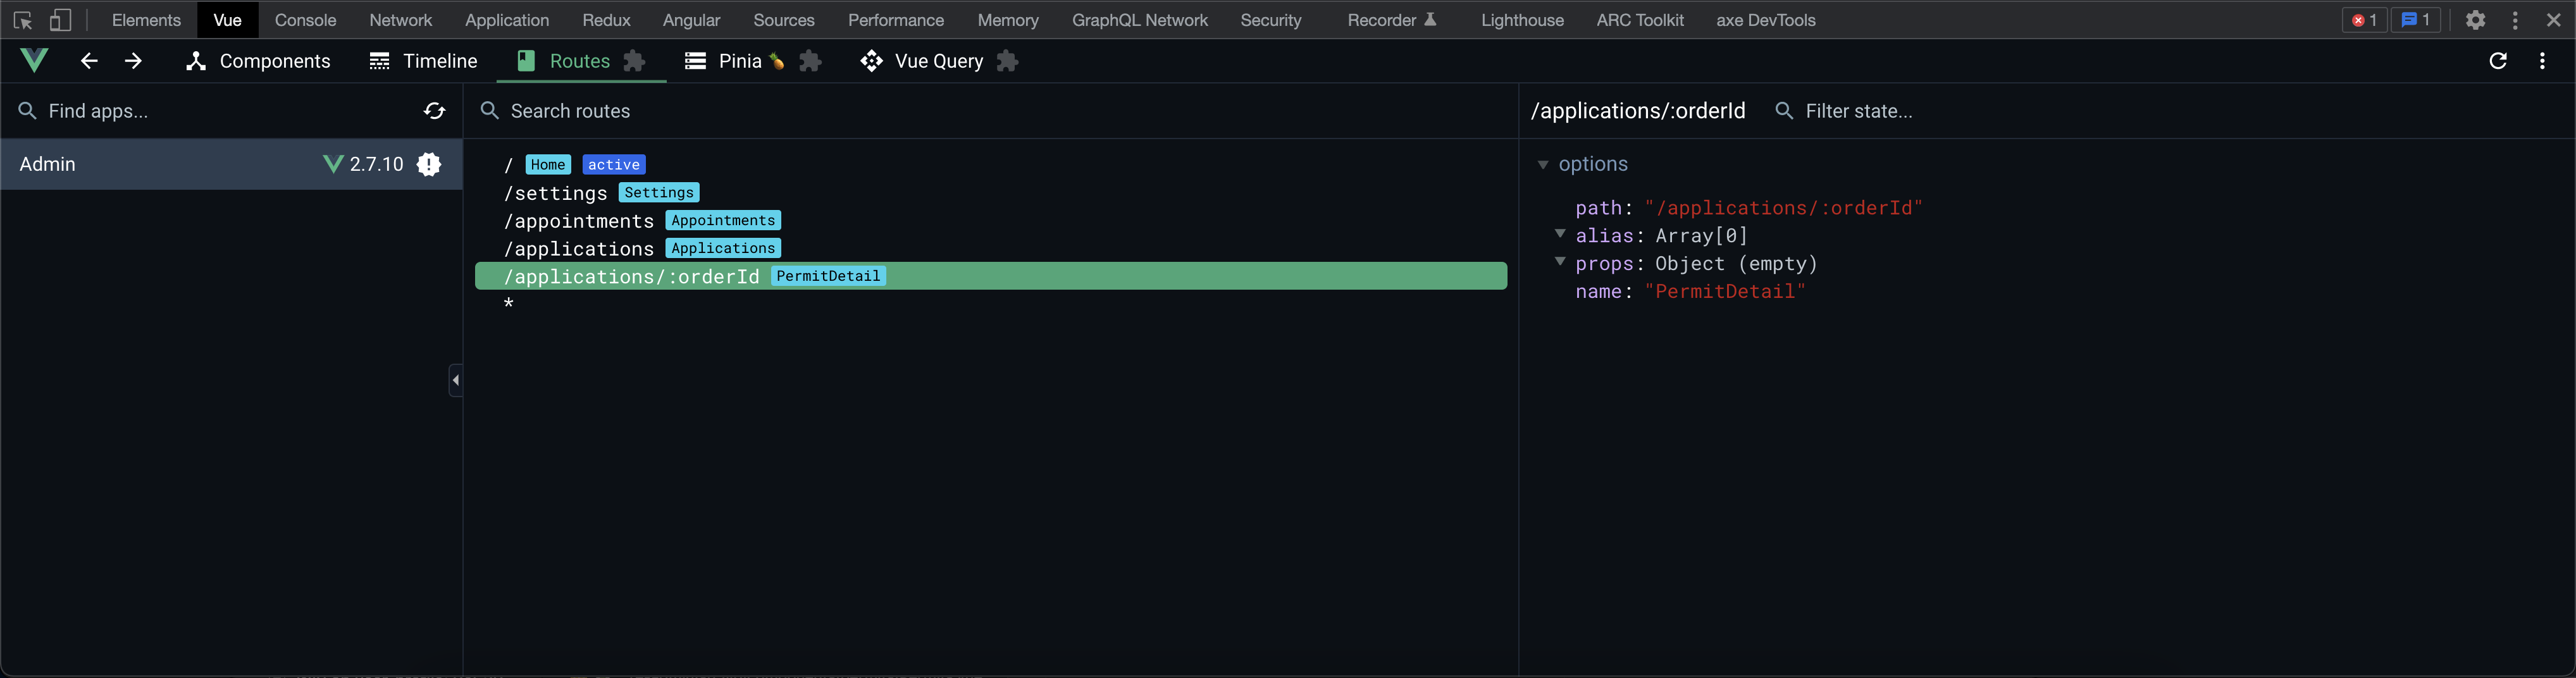 Elements Vue Console Network Application Redux Angular Sources Performance Memory GraphQL Network Security Recorder Lighthouse ARC Toolkit axe DevTools 1 1
Components Timeline Routes Pinia 🍍 Vue Query
Find apps... Search routes /applications/:orderId Filter state...
Admin 2.7.10
/ Home active
/settings Settings
/appointments Appointments
/applications Applications
/applications/:orderId PermitDetail
*
options
path: "/applications/:orderId"
alias: Array[0]
props: Object (empty)
name: "PermitDetail"